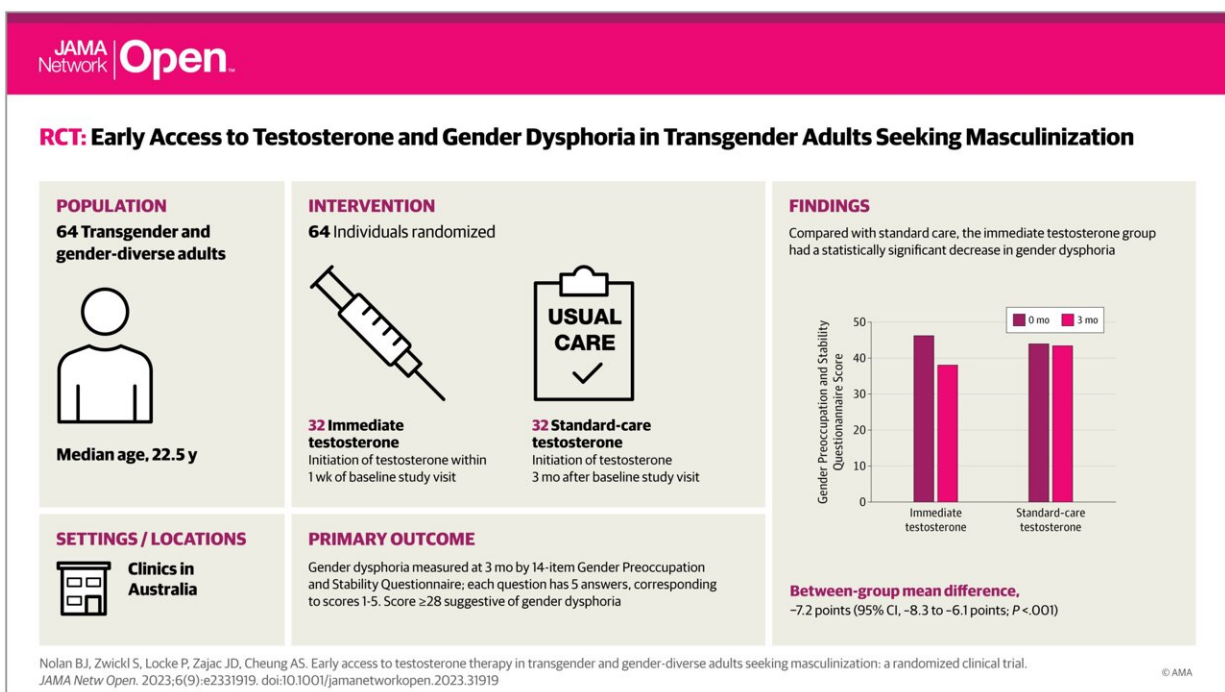 JAMA Network | Open™
RCT: Early Access to Testosterone and Gender Dysphoria in Transgender Adults Seeking Masculinization
POPULATION
64 Transgender and
gender-diverse adults
Median age, 22.5 y
INTERVENTION
64 Individuals randomized
USUAL
CARE
32 Immediate
testosterone
Initiation of testosterone within
1 wk of baseline study visit
32 Standard-care
testosterone
Initiation of testosterone
3 mo after baseline study visit
FINDINGS
Compared with standard care, the immediate testosterone group
had a statistically significant decrease in gender dysphoria
Gender Preoccupation and Stability
Questionannaire Score
50
40
30
20
10
0
0 mo
3 mo
Immediate
testosterone
Standard-care
testosterone
Between-group mean difference,
−7.2 points (95% CI, −8.3 to −6.1 points; P <.001)
SETTINGS / LOCATIONS
Clinics in
Australia
PRIMARY OUTCOME
Gender dysphoria measured at 3 mo by 14-item Gender Preoccupation
and Stability Questionnaire; each question has 5 answers, corresponding
to scores 1-5. Score ≥28 suggestive of gender dysphoria
Nolan BJ, Zwickl S, Locke P, Zajac JD, Cheung AS. Early access to testosterone therapy in transgender and gender-diverse adults seeking masculinization: a randomized clinical trial.
JAMA Netw Open. 2023;6(9):e2331919. doi:10.1001/jamanetworkopen.2023.31919
© AMA